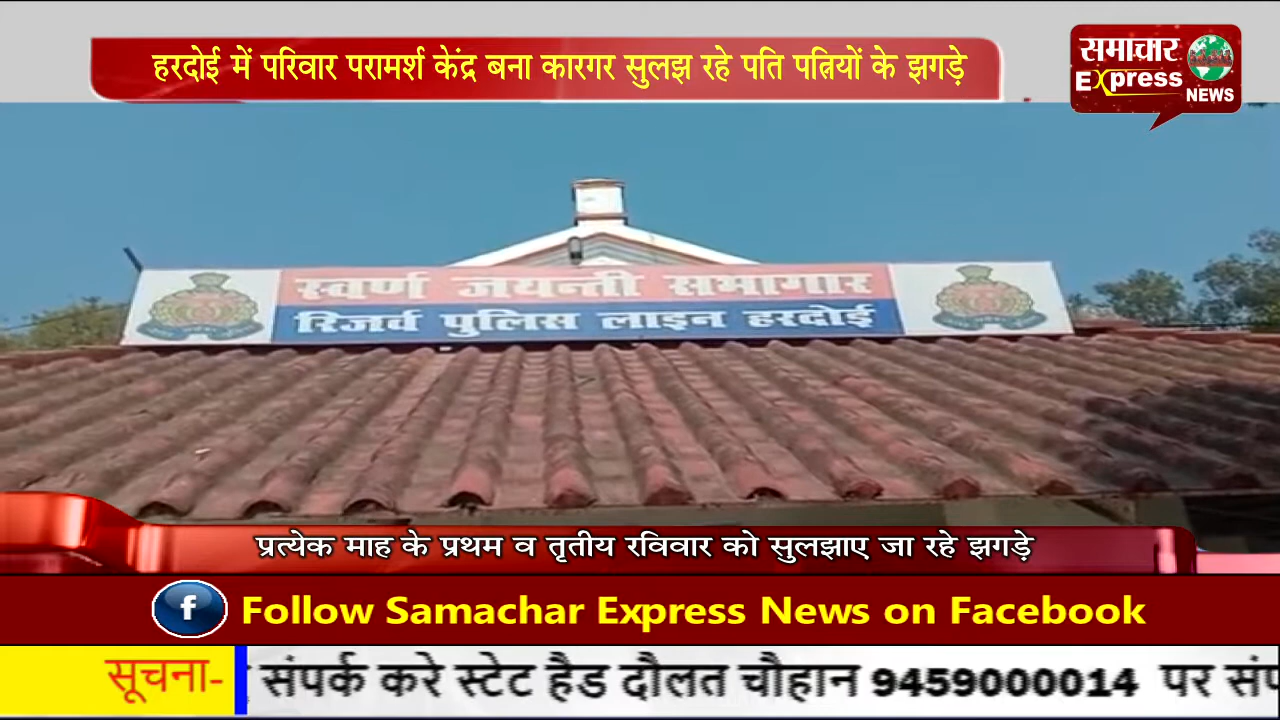 हरदोई में परिवार परामर्श केंद्र बना कारगर सुलझ रहे पति पत्नियों के झगड़े
समाचार
Express
NEWS
स्वर्ण जयन्ती सभागार
रिजर्व पुलिस लाइन हरदोई
प्रत्येक माह के प्रथम व तृतीय रविवार को सुलझाए जा रहे झगड़े
f Follow Samachar Express News on Facebook
सूचना- संपर्क करे स्टेट हैड दौलत चौहान 9459000014 पर संप